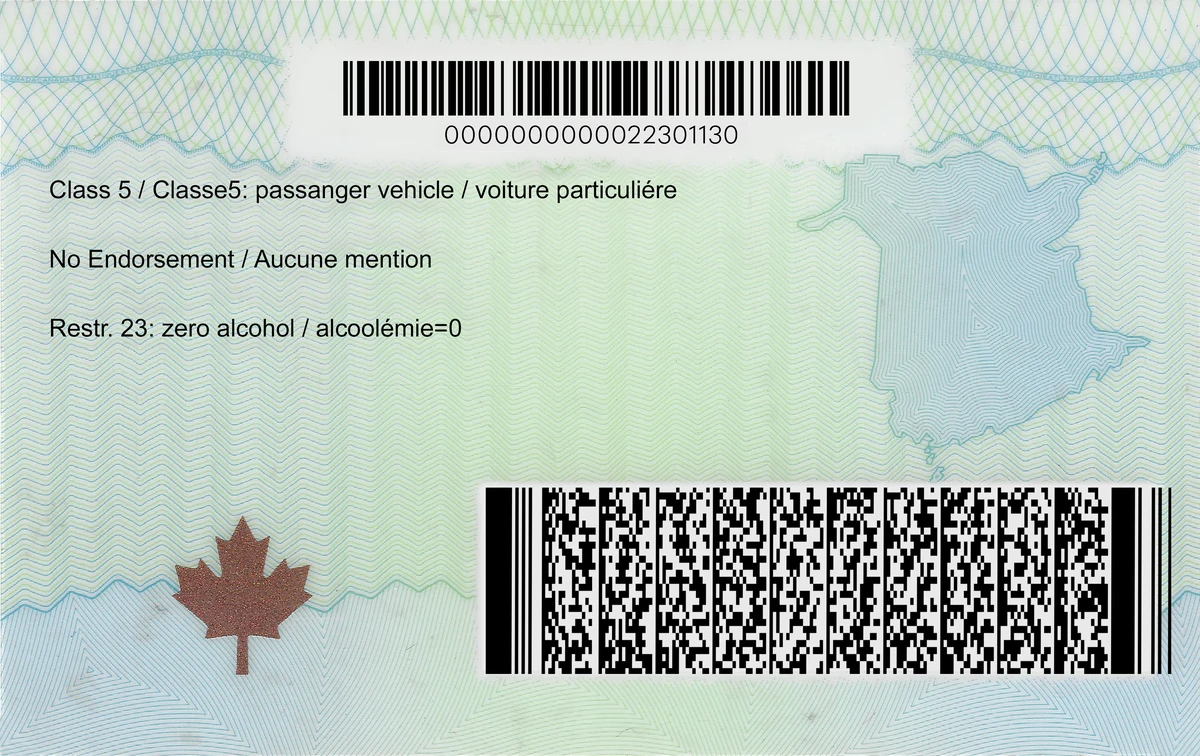 0000000000022301130
Class 5 / Classe5: passanger vehicle / voiture particuliére
No Endorsement / Aucune mention
Restr. 23: zero alcohol / alcoolémie=0